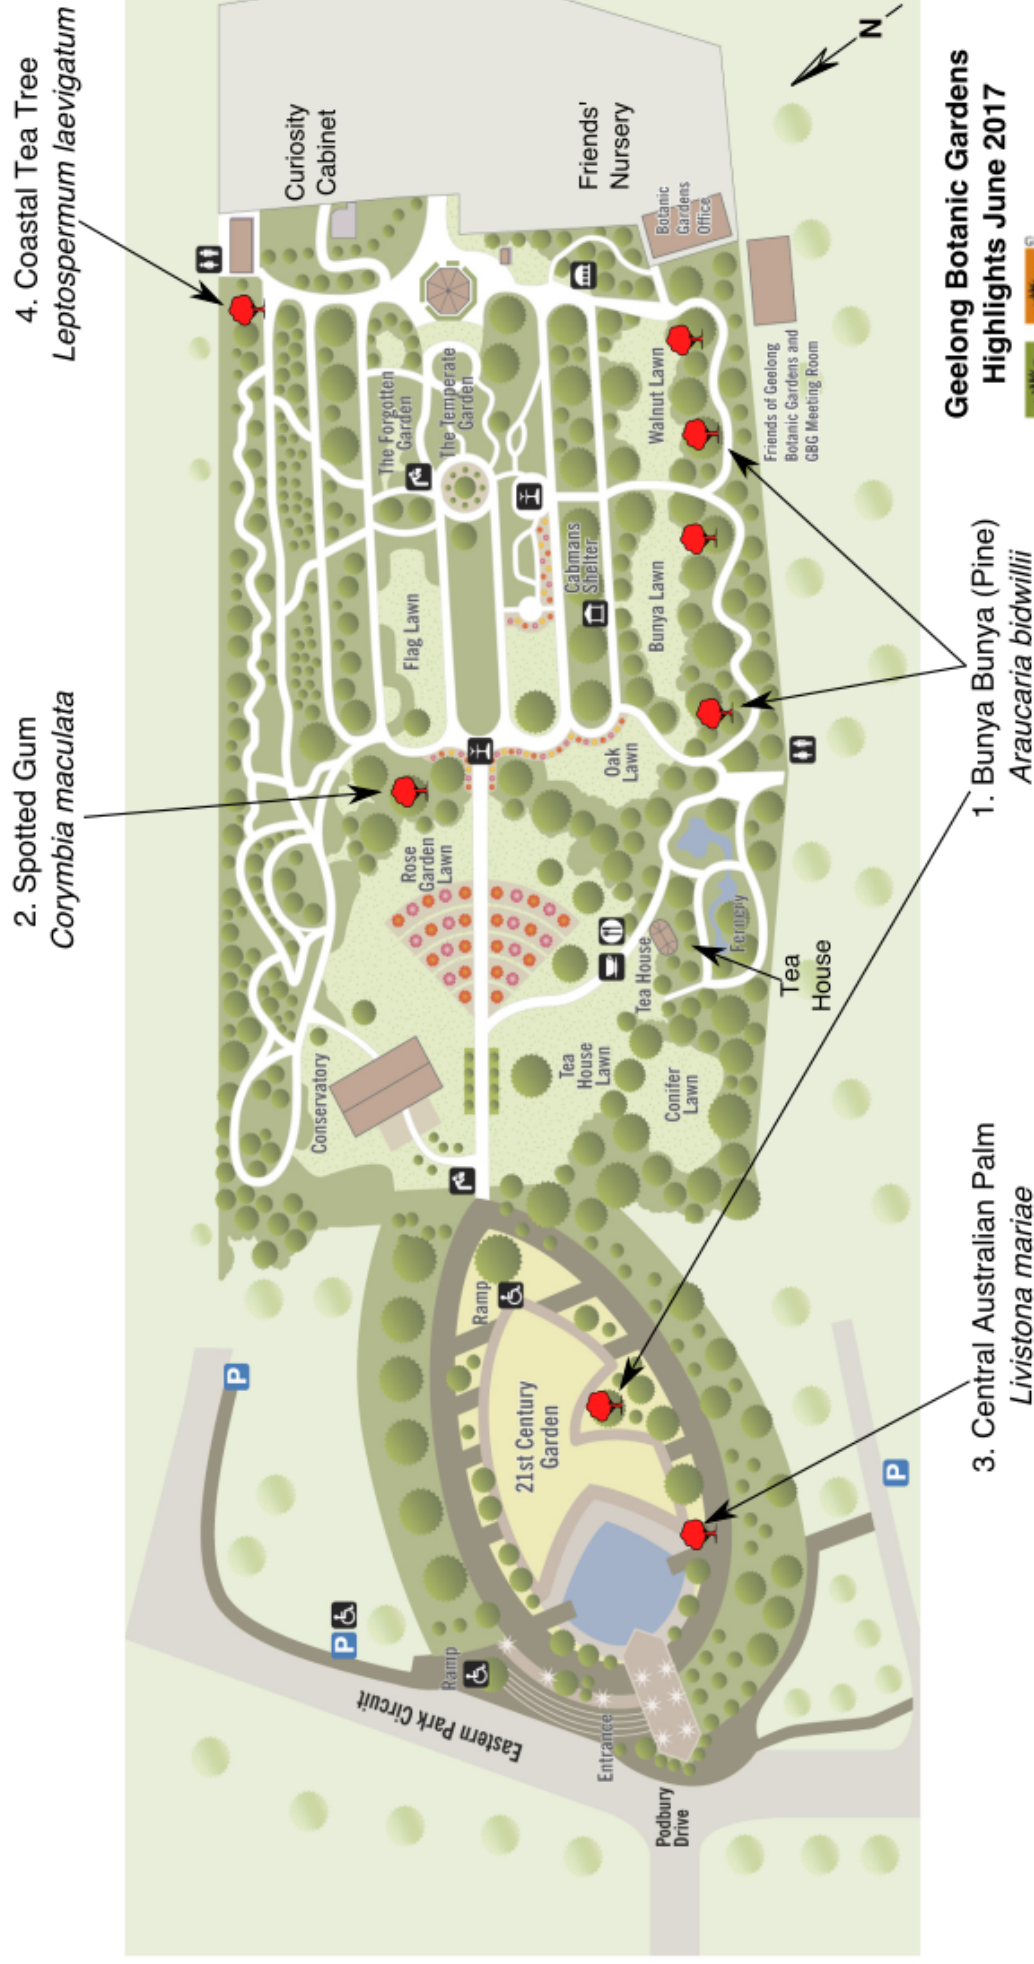 4. Coastal Tea Tree
Leptospermum laevigatum
2. Spotted Gum
Corymbia maculata
Curiosity
Cabinet
Friends'
Nursery
Botanic
Gardens
Office
The Forgotten
Garden
The Temperate
Garden
Walnut Lawn
Friends of Geelong
Botanic Gardens and
GBG Meeting Room
Flag Lawn
Cabmans
Shelter
Bunya Lawn
Oak
Lawn
Rose
Garden
Lawn
Tea House
Fernery
Tea
House
Conservatory
Tea
House
Lawn
Conifer
Lawn
Ramp
21st Century
Garden
P
P
P
Ramp
Eastern Park Circuit
Entrance
Podbury
Drive
N
Geelong Botanic Gardens
Highlights June 2017
1. Bunya Bunya (Pine)
Araucaria bidwillii
3. Central Australian Palm
Livistona mariae